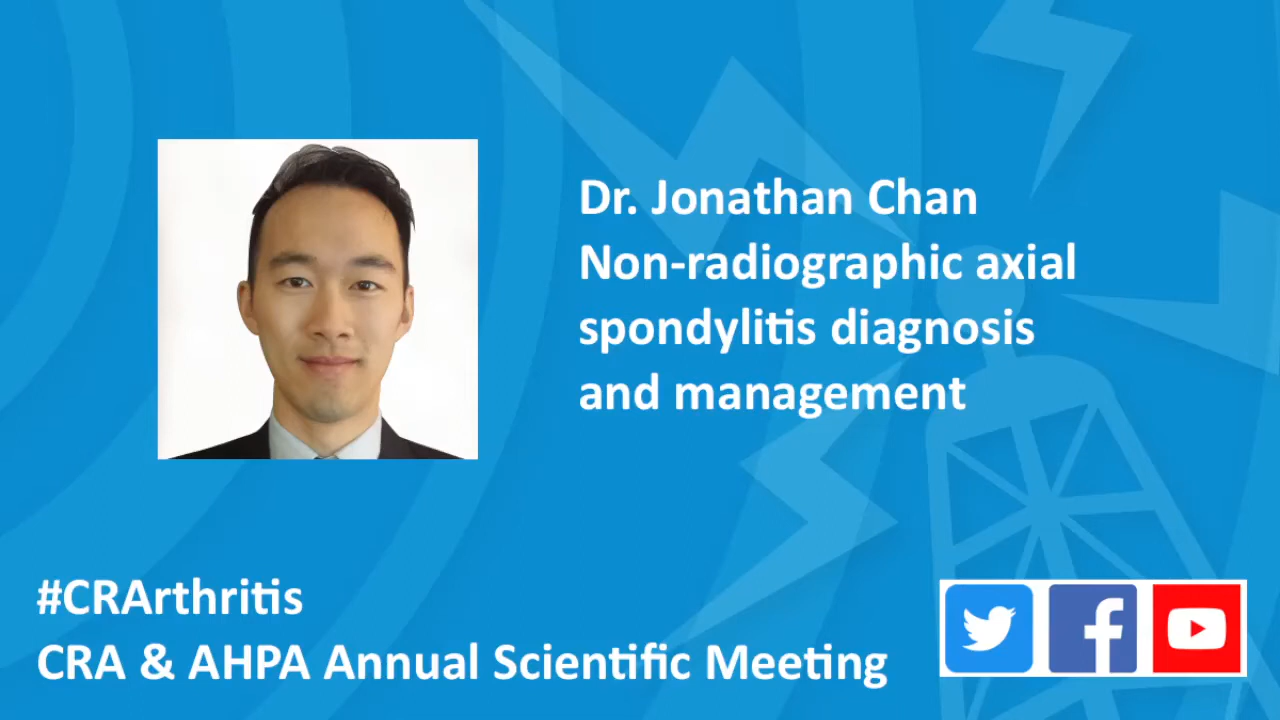 Dr. Jonathan Chan
Non-radiographic axial
spondylitis diagnosis
and management
#CRArthritis
CRA & AHPA Annual Scientific Meeting